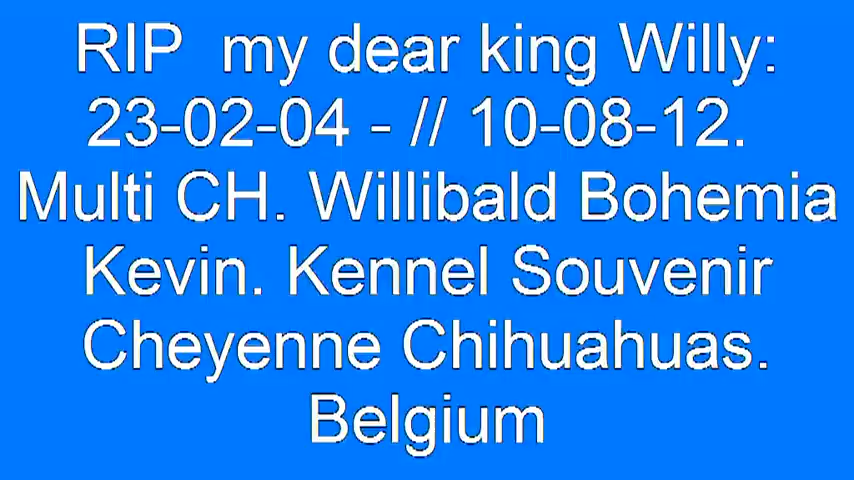 RIP  my dear king Willy:
23-02-04 - // 10-08-12.
Multi CH. Willibald Bohemia
Kevin. Kennel Souvenir
Cheyenne Chihuahuas.
Belgium